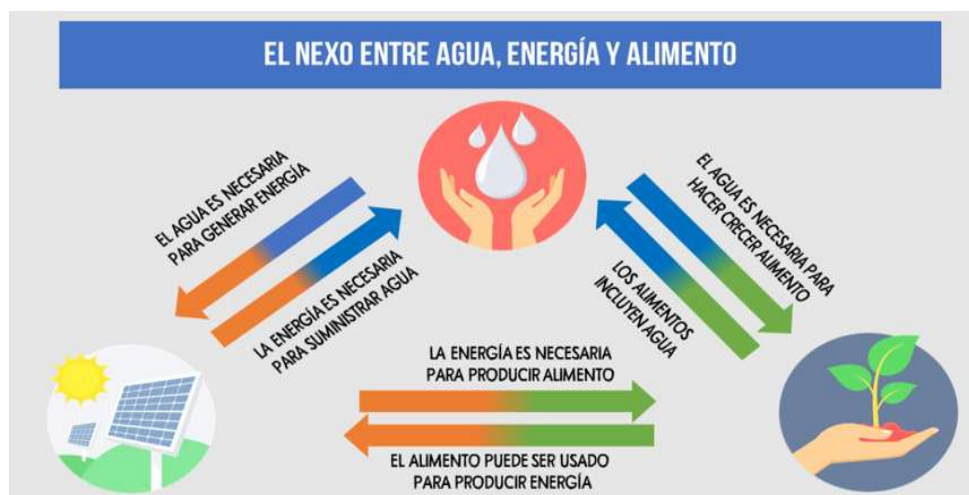 EL NEXO ENTRE AGUA, ENERGÍA Y ALIMENTO
EL AGUA ES NECESARIA
PARA GENERAR ENERGÍA
LA ENERGÍA ES NECESARIA
PARA SUMINISTRAR AGUA
EL AGUA ES NECESARIA PARA
HACER CRECER ALIMENTO
LOS ALIMENTOS
INCLUYEN AGUA
LA ENERGÍA ES NECESARIA
PARA PRODUCIR ALIMENTO
EL ALIMENTO PUEDE SER USADO
PARA PRODUCIR ENERGÍA